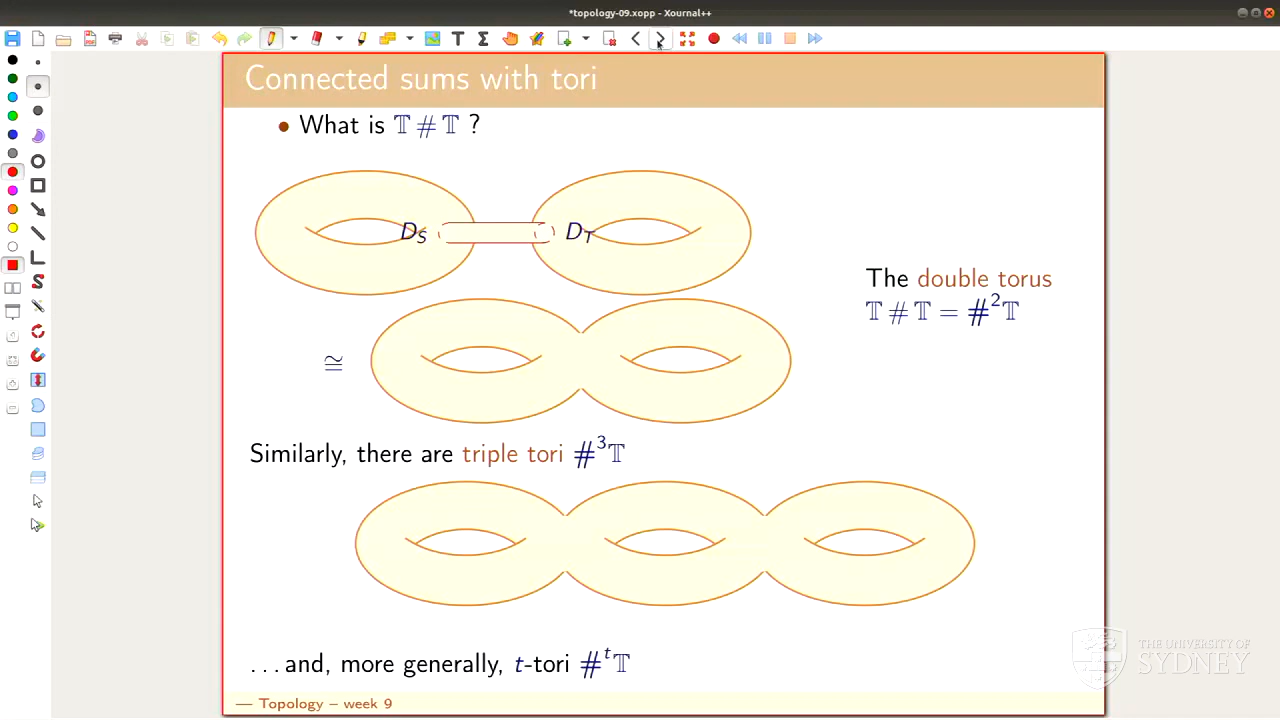 *topology-09.xopp - Xournal++
Connected sums with tori
• What is 𝕋 # 𝕋 ?
D_S D_T
The double torus
𝕋 # 𝕋 = #²𝕋
≅
Similarly, there are triple tori #³𝕋
...and, more generally, t-tori #ᵗ𝕋
THE UNIVERSITY OF
SYDNEY
— Topology – week 9